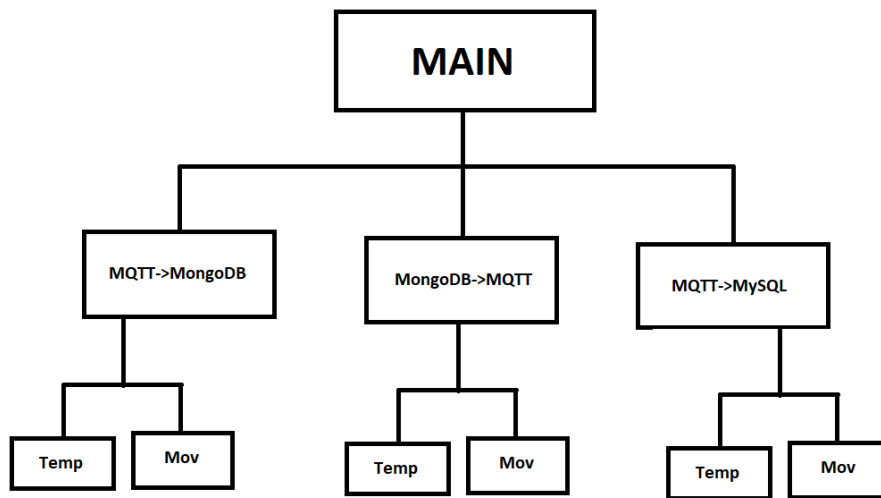 MAIN
MQTT->MongoDB
MongoDB->MQTT
MQTT->MySQL
Temp
Mov
Temp
Mov
Temp
Mov